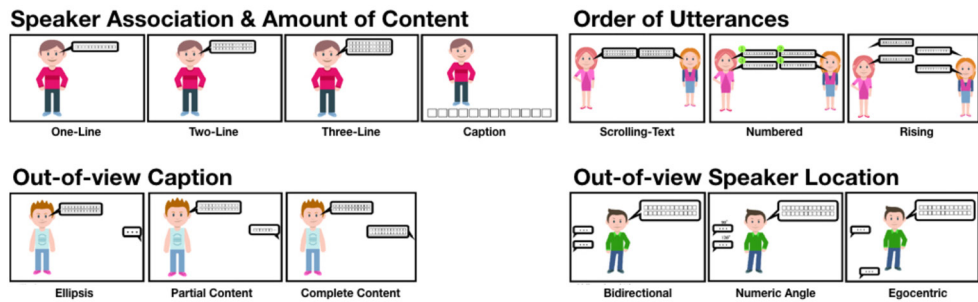 Speaker Association & Amount of Content
One-Line
Two-Line
Three-Line
Caption
Order of Utterances
Scrolling-Text
Numbered
Rising
Out-of-view Caption
Ellipsis
Partial Content
Complete Content
Out-of-view Speaker Location
Bidirectional
Numeric Angle
Egocentric